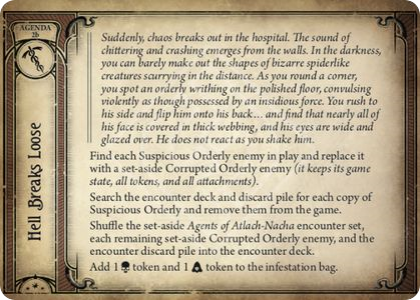 AGENDA
2b
Hell Breaks Loose
Suddenly, chaos breaks out in the hospital. The sound of
chittering and crashing emerges from the walls. In the darkness,
you can barely make out the shapes of bizarre spiderlike
creatures scurrying in the distance. As you round a corner,
you spot an orderly writhing on the polished floor, convulsing
violently as though possessed by an insidious force. You rush to
his side and flip him onto his back… and find that nearly all of
his face is covered in thick webbing, and his eyes are wide and
glazed over. He does not react as you shake him.
Find each Suspicious Orderly enemy in play and replace it
with a set-aside Corrupted Orderly enemy (it keeps its game
state, all tokens, and all attachments).
Search the encounter deck and discard pile for each copy of
Suspicious Orderly and remove them from the game.
Shuffle the set-aside Agents of Atlach-Nacha encounter set,
each remaining set-aside Corrupted Orderly enemy, and the
encounter discard pile into the encounter deck.
Add 1 token and 1 token to the infestation bag.